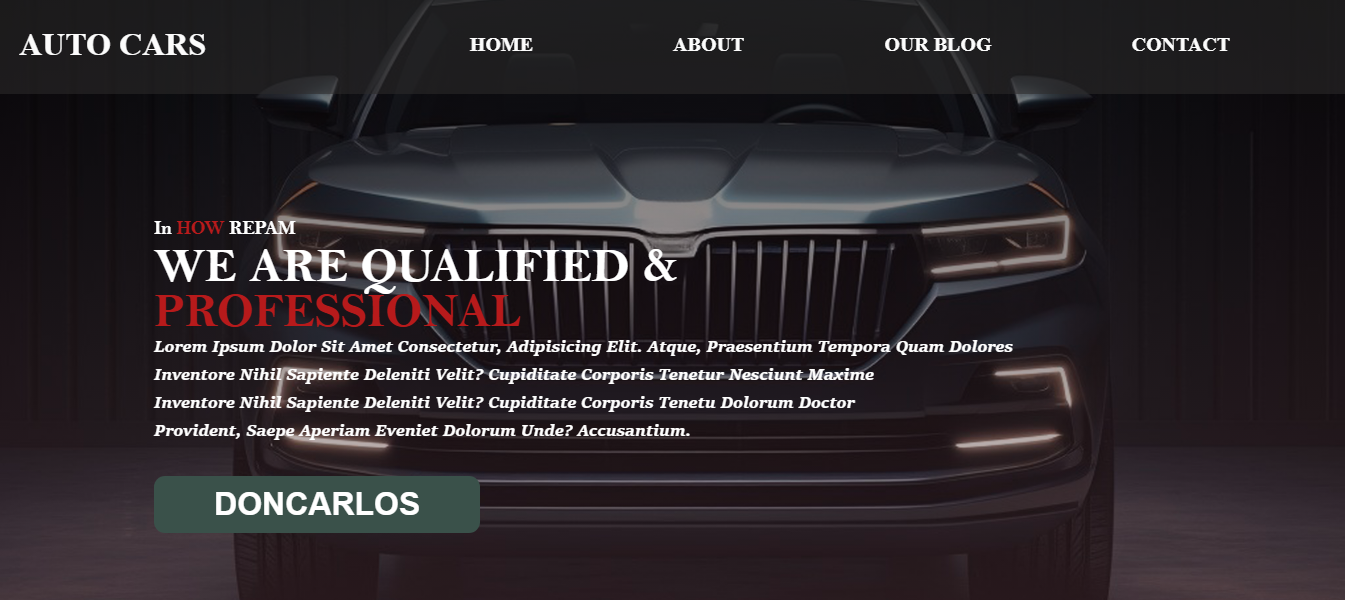 AUTO CARS
HOME
ABOUT
OUR BLOG
CONTACT
In HOW REPAM
WE ARE QUALIFIED &
PROFESSIONAL
Lorem Ipsum Dolor Sit Amet Consectetur, Adipisicing Elit. Atque, Praesentium Tempora Quam Dolores
Inventore Nihil Sapiente Deleniti Velit? Cupiditate Corporis Tenetur Nesciunt Maxime
Inventore Nihil Sapiente Deleniti Velit? Cupiditate Corporis Tenetu Dolorum Doctor
Provident, Saepe Aperiam Eveniet Dolorum Unde? Accusantium.
DONCARLOS